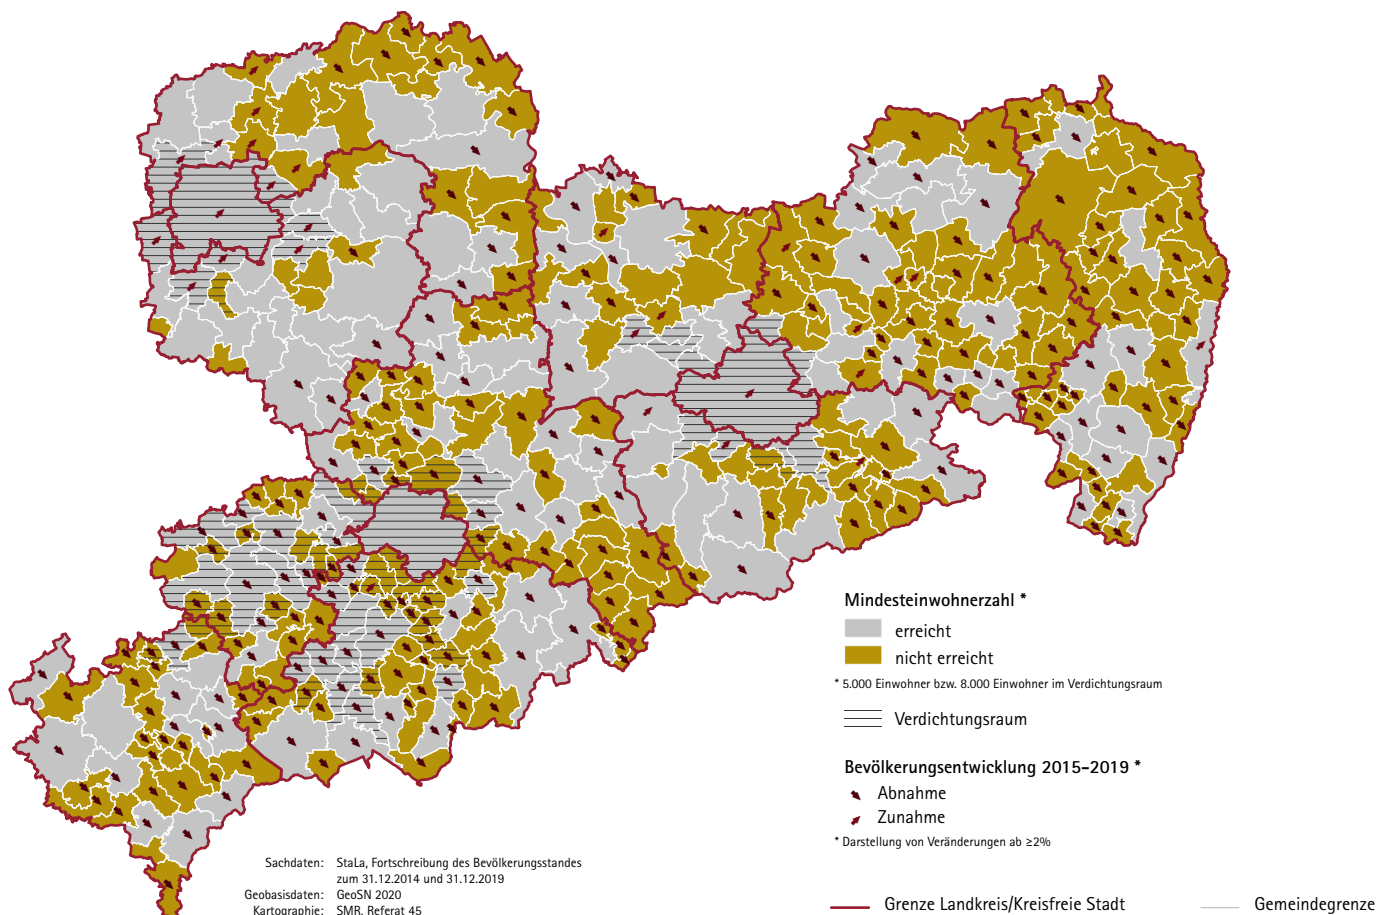 Mindesteinwohnerzahl *
erreicht
nicht erreicht
* 5.000 Einwohner bzw. 8.000 Einwohner im Verdichtungsraum
Verdichtungsraum
Bevölkerungsentwicklung 2015-2019 *
Abnahme
Zunahme
* Darstellung von Veränderungen ab ≥2%
Sachdaten: StaLa, Fortschreibung des Bevölkerungsstandes
zum 31.12.2014 und 31.12.2019
Geobasisdaten: GeoSN 2020
Kartographie: SMR, Referat 45
Grenze Landkreis/Kreisfreie Stadt Gemeindegrenze